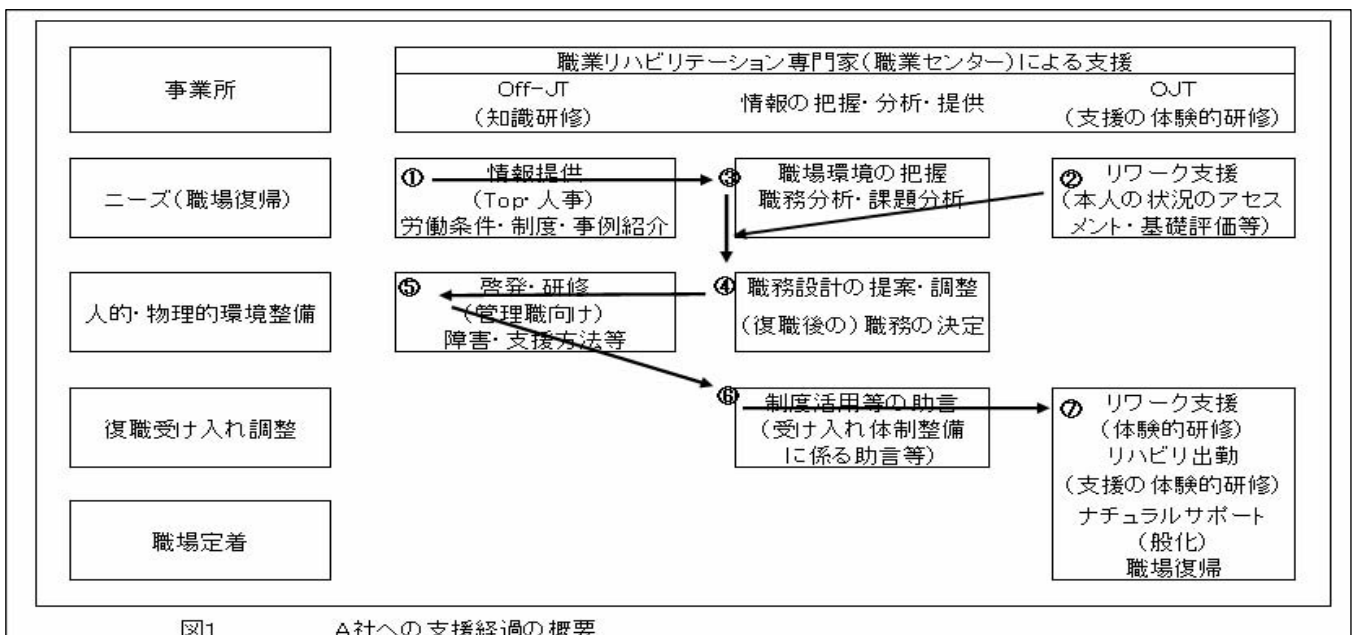 事業所
職業リハビリテーション専門家(職業センター)による支援
Off-JT
(知識研修)
情報の把握・分析・提供
OJT
(支援の体験的研修)
ニーズ(職場復帰)
① 情報提供
(Top・人事)
労働条件・制度・事例紹介
③ 職場環境の把握
職務分析・課題分析
② リワーク支援
(本人の状況のアセス
メント・基礎評価等)
人的・物理的環境整備
⑤ 啓発・研修
(管理職向け)
障害・支援方法等
④ 職務設計の提案・調整
(復職後の)職務の決定
復職受け入れ調整
⑥ 制度活用等の助言
(受け入れ体制整備
に係る助言等)
⑦ リワーク支援
(体験的研修)
リハビリ出勤
(支援の体験的研修)
ナチュラルサポート
(般化)
職場復帰
職場定着
図1 A社への支援経過の概要